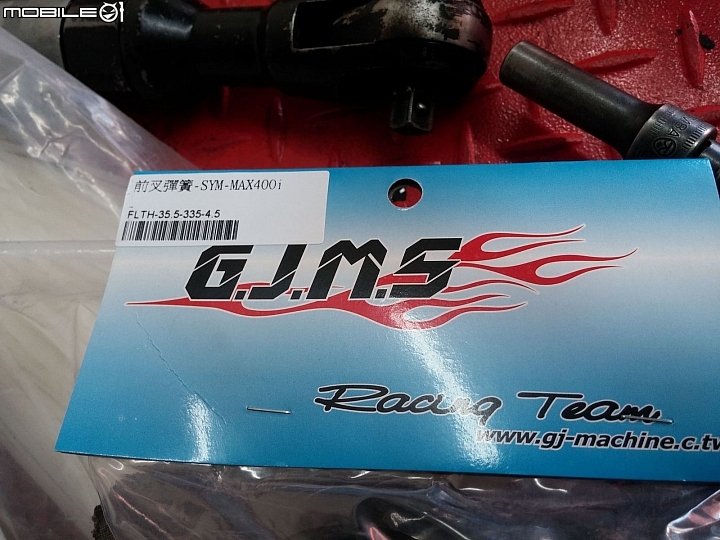 MOBILE01
前叉彈簧-SYM-MAX400i
FLTH-35.5-335-4.5
G.J.M.S
Racing Team
www.gj-machine.c.tw